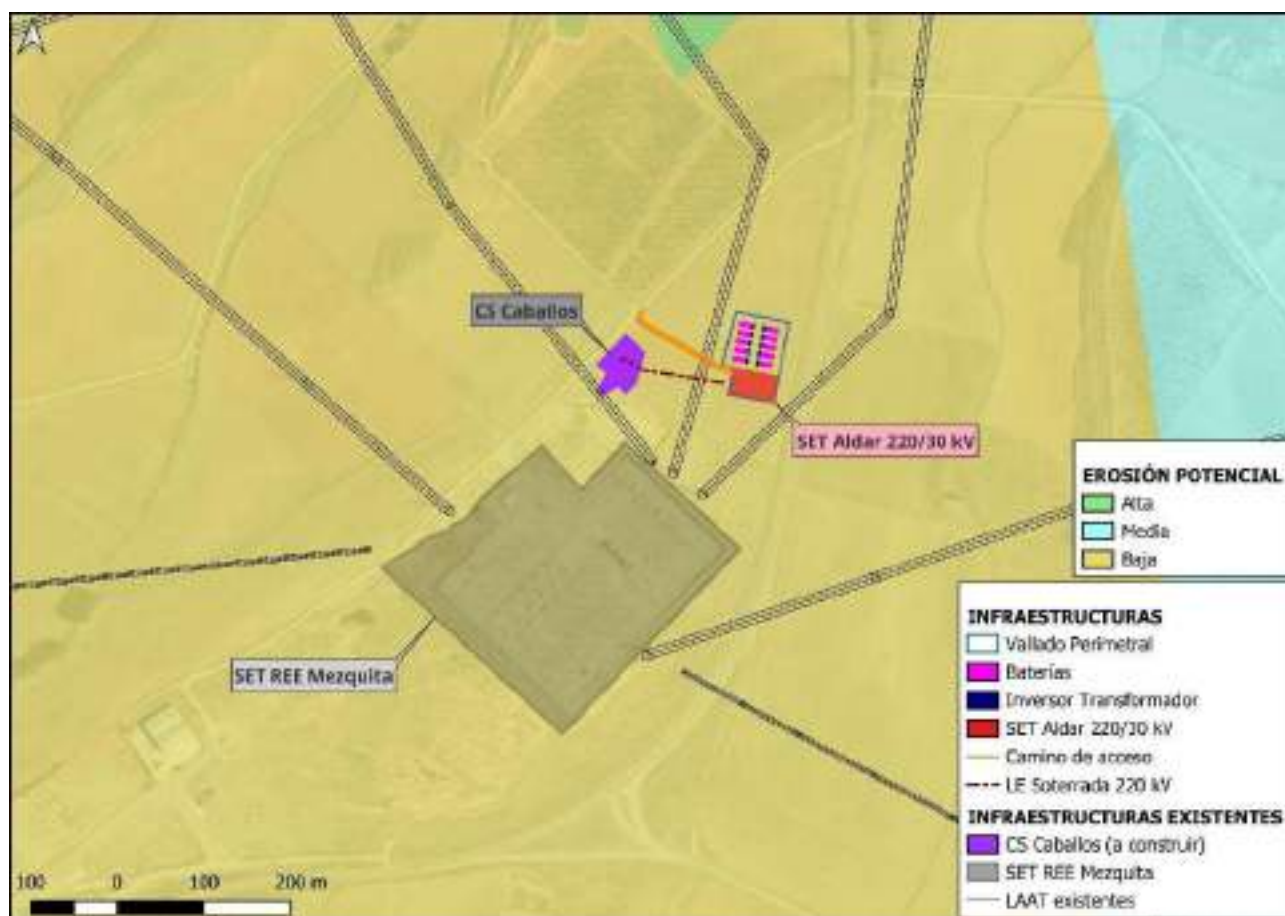 CS Caballos
SET Aldar 220/30 kV
SET REE Mezquita
EROSIÓN POTENCIAL
Alta
Media
Baja
INFRAESTRUCTURAS
Vallado Perimetral
Baterías
Inversor Transformador
SET Aldar 220/30 kV
Camino de acceso
LE Soterrada 220 kV
INFRAESTRUCTURAS EXISTENTES
CS Caballos (a construir)
SET REE Mezquita
LAAT existentes
100 0 100 200 m